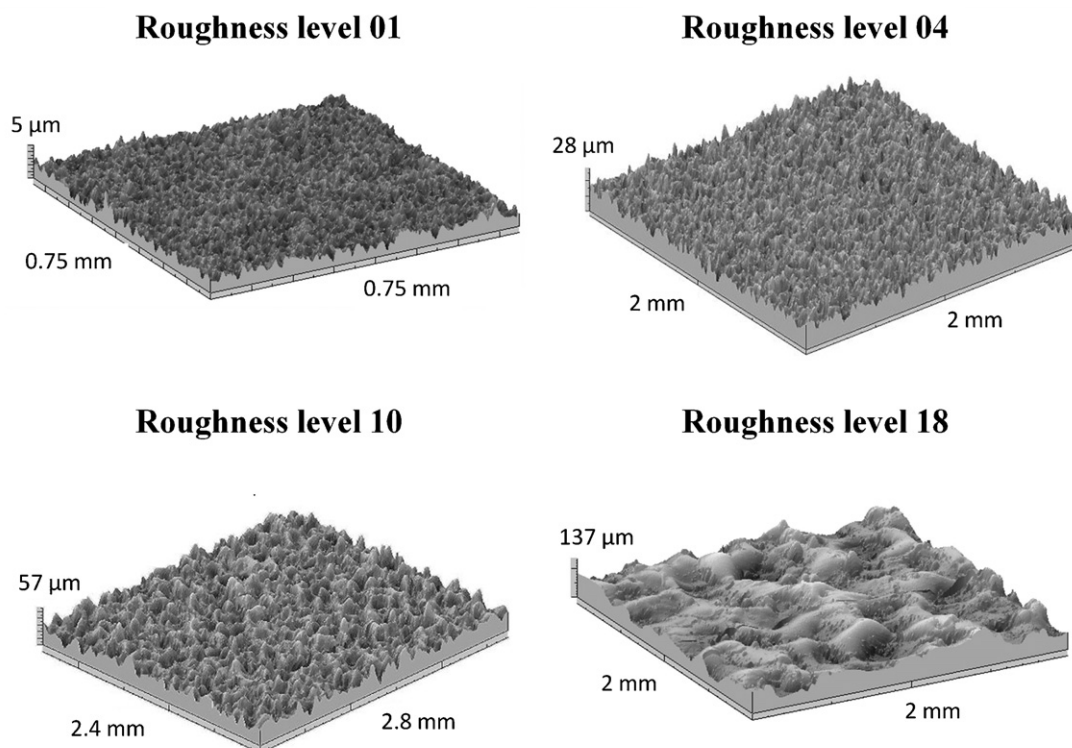 Roughness level 01
Roughness level 04
5 µm
0.75 mm
0.75 mm
28 µm
2 mm
2 mm
Roughness level 10
Roughness level 18
57 µm
2.4 mm
2.8 mm
137 µm
2 mm
2 mm